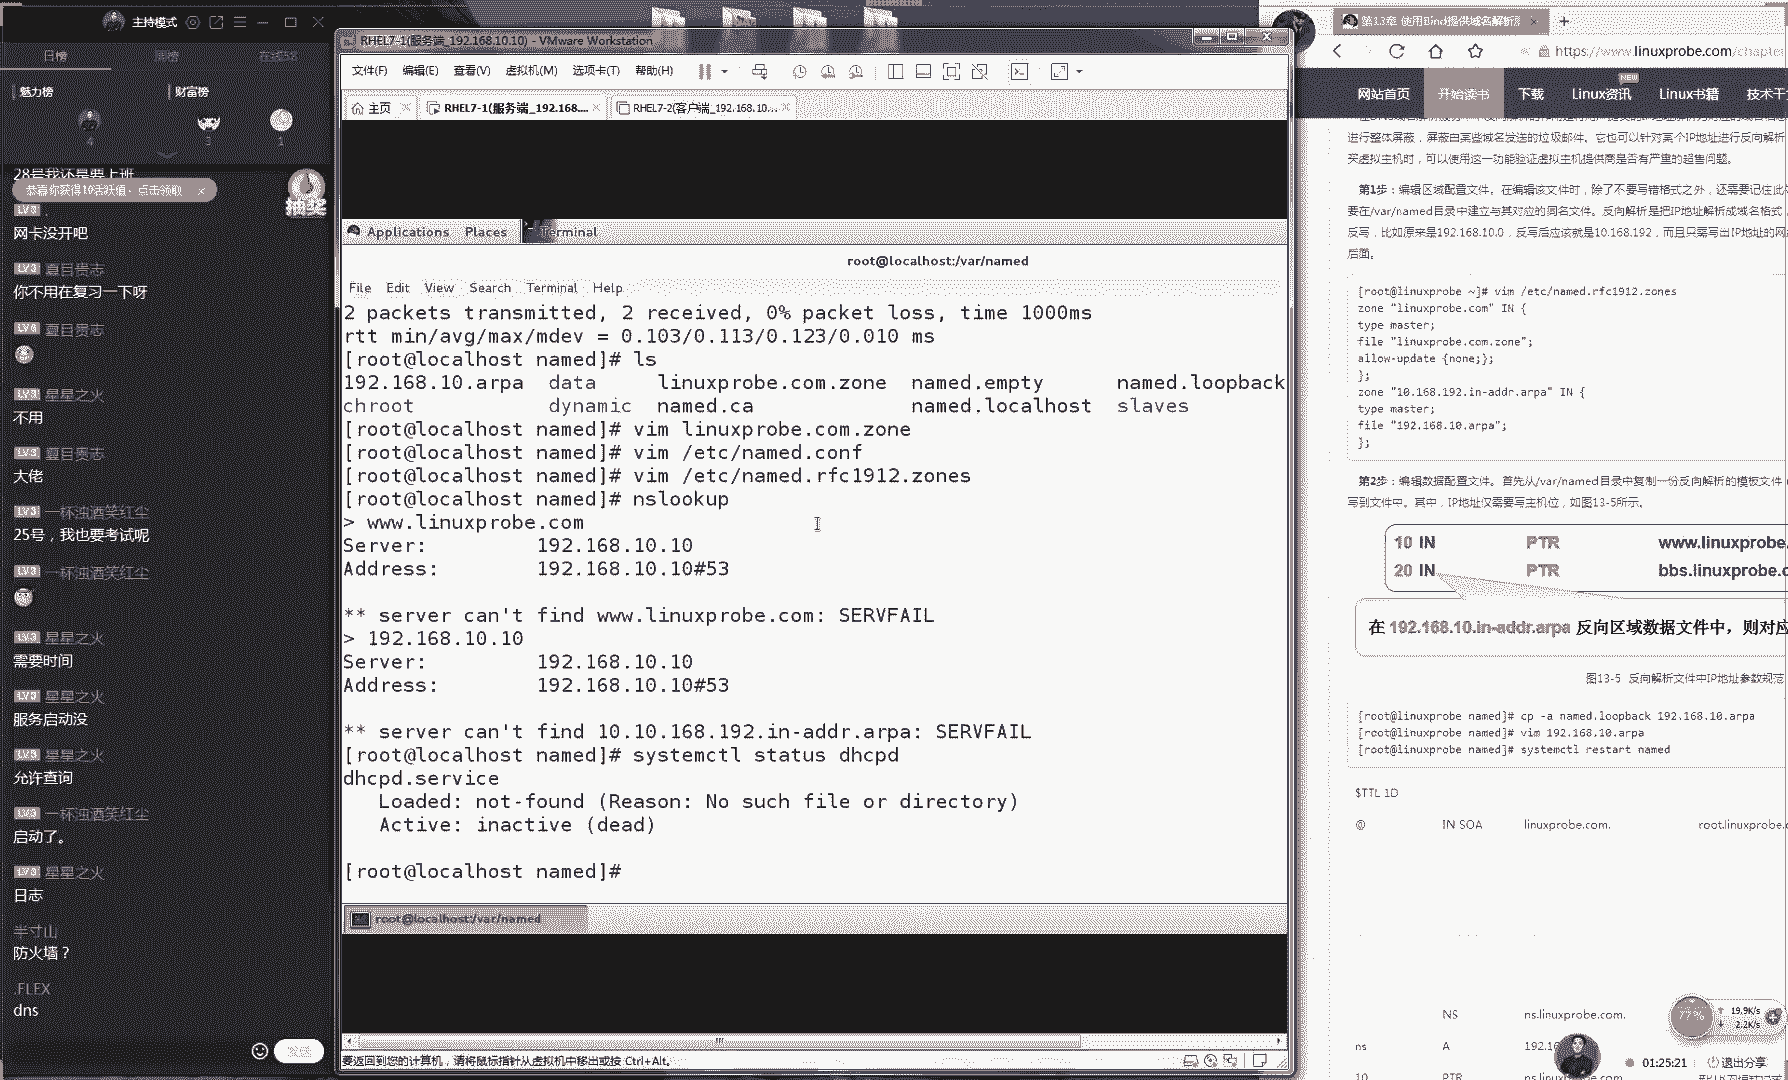 主持模式
日榜
周榜
在线52
魅力榜
财富榜
4
3
1
28号我还是要上班
恭喜你获得10活跃值，点击领取
抽奖
LV3 .
网卡没开吧
LV3 夏目贵志
你不用在复习一下呀
夏目贵志
LV3 星星之火
不用
LV3 夏目贵志
大佬
LV3 一杯浊酒笑红尘
25号，我也要考试呢
LV3 一杯浊酒笑红尘
LV3 星星之火
需要时间
LV3 星星之火
服务启动没
LV3 星星之火
允许查询
LV3 一杯浊酒笑红尘
启动了。
LV3 星星之火
日志
半寸山
防火墙？
.FLEX
dns
发送
RHEL7-1(服务端_192.168.10.10) - VMware Workstation
文件(F) 编辑(E) 查看(V) 虚拟机(M) 选项卡(T) 帮助(H)
主页
RHEL7-1(服务端_192.168....
RHEL7-2(客户端_192.168.10...
Applications Places Terminal
root@localhost:/var/named
File Edit View Search Terminal Help
2 packets transmitted, 2 received, 0% packet loss, time 1000ms
rtt min/avg/max/mdev = 0.103/0.113/0.123/0.010 ms
[root@localhost named]# ls
192.168.10.arpa data linuxprobe.com.zone named.empty named.loopback
chroot dynamic named.ca named.localhost slaves
[root@localhost named]# vim linuxprobe.com.zone
[root@localhost named]# vim /etc/named.conf
[root@localhost named]# vim /etc/named.rfc1912.zones
[root@localhost named]# nslookup
> www.linuxprobe.com
Server: 192.168.10.10
Address: 192.168.10.10#53
** server can't find www.linuxprobe.com: SERVFAIL
> 192.168.10.10
Server: 192.168.10.10
Address: 192.168.10.10#53
** server can't find 10.10.168.192.in-addr.arpa: SERVFAIL
[root@localhost named]# systemctl status dhcpd
dhcpd.service
Loaded: not-found (Reason: No such file or directory)
Active: inactive (dead)
[root@localhost named]#
root@localhost:/var/named
要返回到您的计算机，请将鼠标指针从虚拟机中移出或按 Ctrl+Alt。
第13章 使用Bind提供域名解析服
https://www.linuxprobe.com/chapte
网站首页 开始读书 下载 Linux资讯 Linux书籍 技术干
NEW
进行整体屏蔽，屏蔽由某些域名发送的垃圾邮件。它也可以针对某个IP地址进行反向解析
买虚拟主机时，可以使用这一功能验证虚拟主机提供商是否有严重的超售问题。
第1步：编辑区域配置文件。在编辑该文件时，除了不要写错格式之外，还需要记住此
要在/var/named目录中建立与其对应的同名文件。反向解析是把IP地址解析成域名格式，
反写，比如原来是192.168.10.0，反写后应该就是10.168.192，而且只需写出IP地址的网
后面。
[root@linuxprobe ~]# vim /etc/named.rfc1912.zones
zone "linuxprobe.com" IN {
type master;
file "linuxprobe.com.zone";
allow-update {none;};
};
zone "10.168.192.in-addr.arpa" IN {
type master;
file "192.168.10.arpa";
};
第2步：编辑数据配置文件。首先从/var/named目录中复制一份反向解析的模板文件
写到文件中。其中，IP地址仅需要写主机位，如图13-5所示。
10 IN PTR www.linuxprobe.
20 IN PTR bbs.linuxprobe.c
在 192.168.10.in-addr.arpa 反向区域数据文件中，则对应
图13-5 反向解析文件中IP地址参数规范
[root@linuxprobe named]# cp -a named.loopback 192.168.10.arpa
[root@linuxprobe named]# vim 192.168.10.arpa
[root@linuxprobe named]# systemctl restart named
$TTL 1D
@ IN SOA linuxprobe.com. root.linuxprobe.
NS ns.linuxprobe.com.
ns A 192.16
10 PTR
77%
19.9K/s
2.2K/s
01:25:21
退出分享